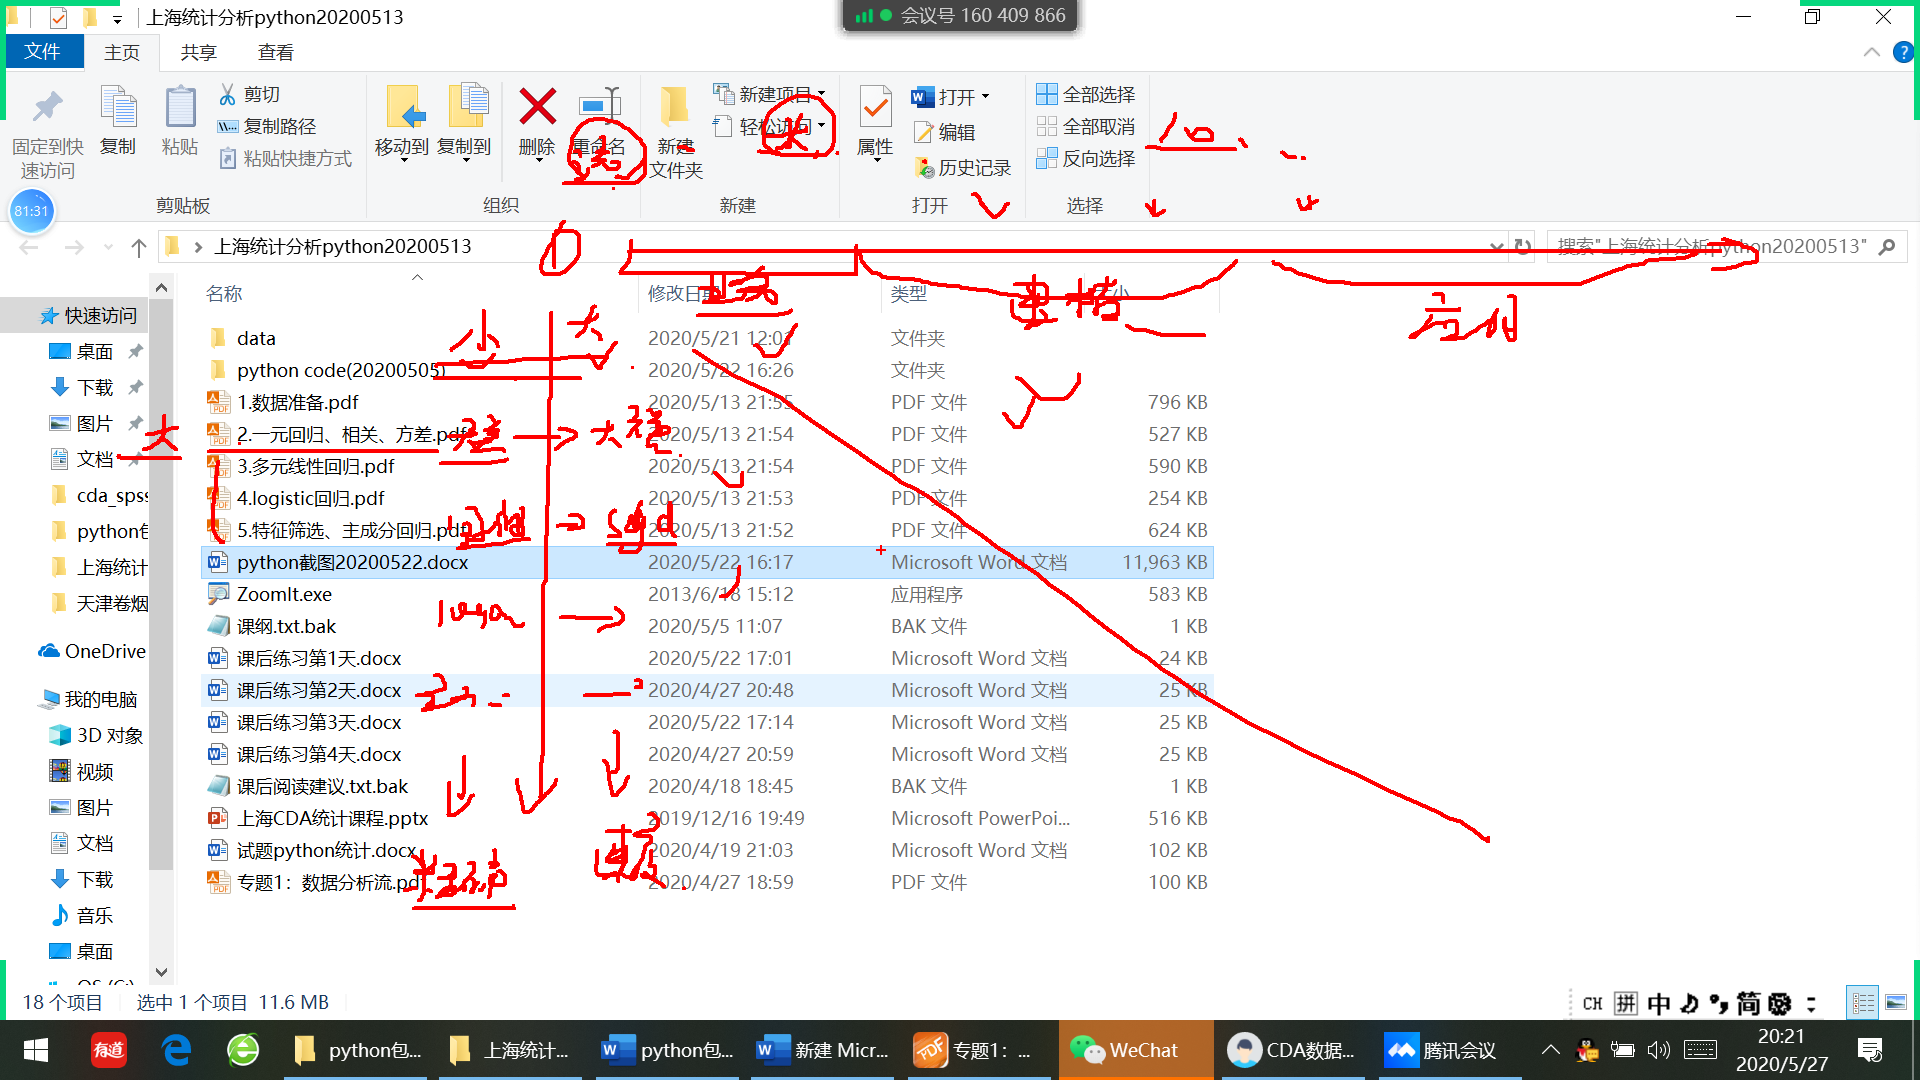 上海统计分析python20200513
会议号 160 409 866
文件 主页 共享 查看
固定到快速访问
复制
粘贴
剪切
复制路径
粘贴快捷方式
剪贴板
移动到 复制到 删除 重命名
组织
新建文件夹
新建项目
轻松访问
新建
属性
打开
编辑
历史记录
打开
全部选择
全部取消
反向选择
选择
81:31
上海统计分析python20200513
搜索"上海统计分析python20200513"
名称 修改日期 类型 大小
data 2020/5/21 12:03 文件夹
python code(20200505) 2020/5/22 16:26 文件夹
1.数据准备.pdf 2020/5/13 21:55 PDF 文件 796 KB
2.一元回归、相关、方差.pdf 2020/5/13 21:54 PDF 文件 527 KB
3.多元线性回归.pdf 2020/5/13 21:54 PDF 文件 590 KB
4.logistic回归.pdf 2020/5/13 21:53 PDF 文件 254 KB
5.特征筛选、主成分回归.pdf 2020/5/13 21:52 PDF 文件 624 KB
python截图20200522.docx 2020/5/22 16:17 Microsoft Word 文档 11,963 KB
ZoomIt.exe 2013/6/18 15:12 应用程序 583 KB
课纲.txt.bak 2020/5/5 11:07 BAK 文件 1 KB
课后练习第1天.docx 2020/5/22 17:01 Microsoft Word 文档 24 KB
课后练习第2天.docx 2020/4/27 20:48 Microsoft Word 文档 25 KB
课后练习第3天.docx 2020/5/22 17:14 Microsoft Word 文档 25 KB
课后练习第4天.docx 2020/4/27 20:59 Microsoft Word 文档 25 KB
课后阅读建议.txt.bak 2020/4/18 18:45 BAK 文件 1 KB
上海CDA统计课程.pptx 2019/12/16 19:49 Microsoft PowerPoi... 516 KB
试题python统计.docx 2020/4/19 21:03 Microsoft Word 文档 102 KB
专题1：数据分析流.pd 2020/4/27 18:59 PDF 文件 100 KB
快速访问
桌面
下载
图片
文档
cda_spss
python包
上海统计
天津卷烟
OneDrive
我的电脑
3D 对象
视频
图片
文档
下载
音乐
桌面
OS (C:)
小 大
大
18 个项目 选中 1 个项目 11.6 MB
CH 拼 中 简
有道
python包...
上海统计...
python包...
新建 Micr...
专题1：...
WeChat
CDA数据...
腾讯会议
20:21
2020/5/27